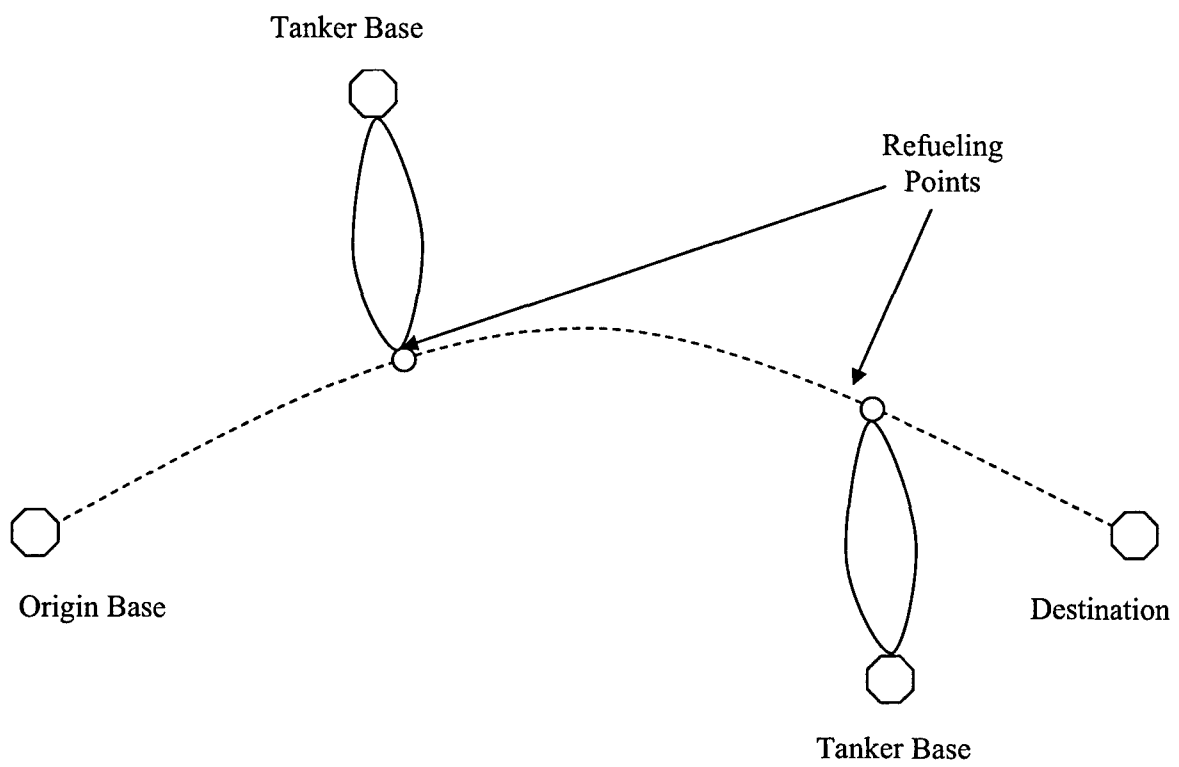 Tanker Base
Refueling
Points
Origin Base
Destination
Tanker Base